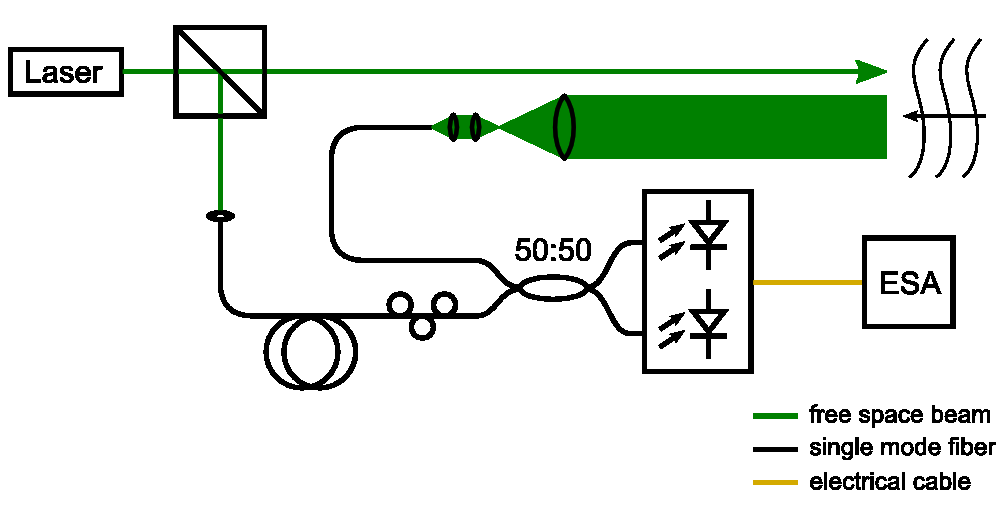 Laser
50:50
ESA
free space beam
single mode fiber
electrical cable